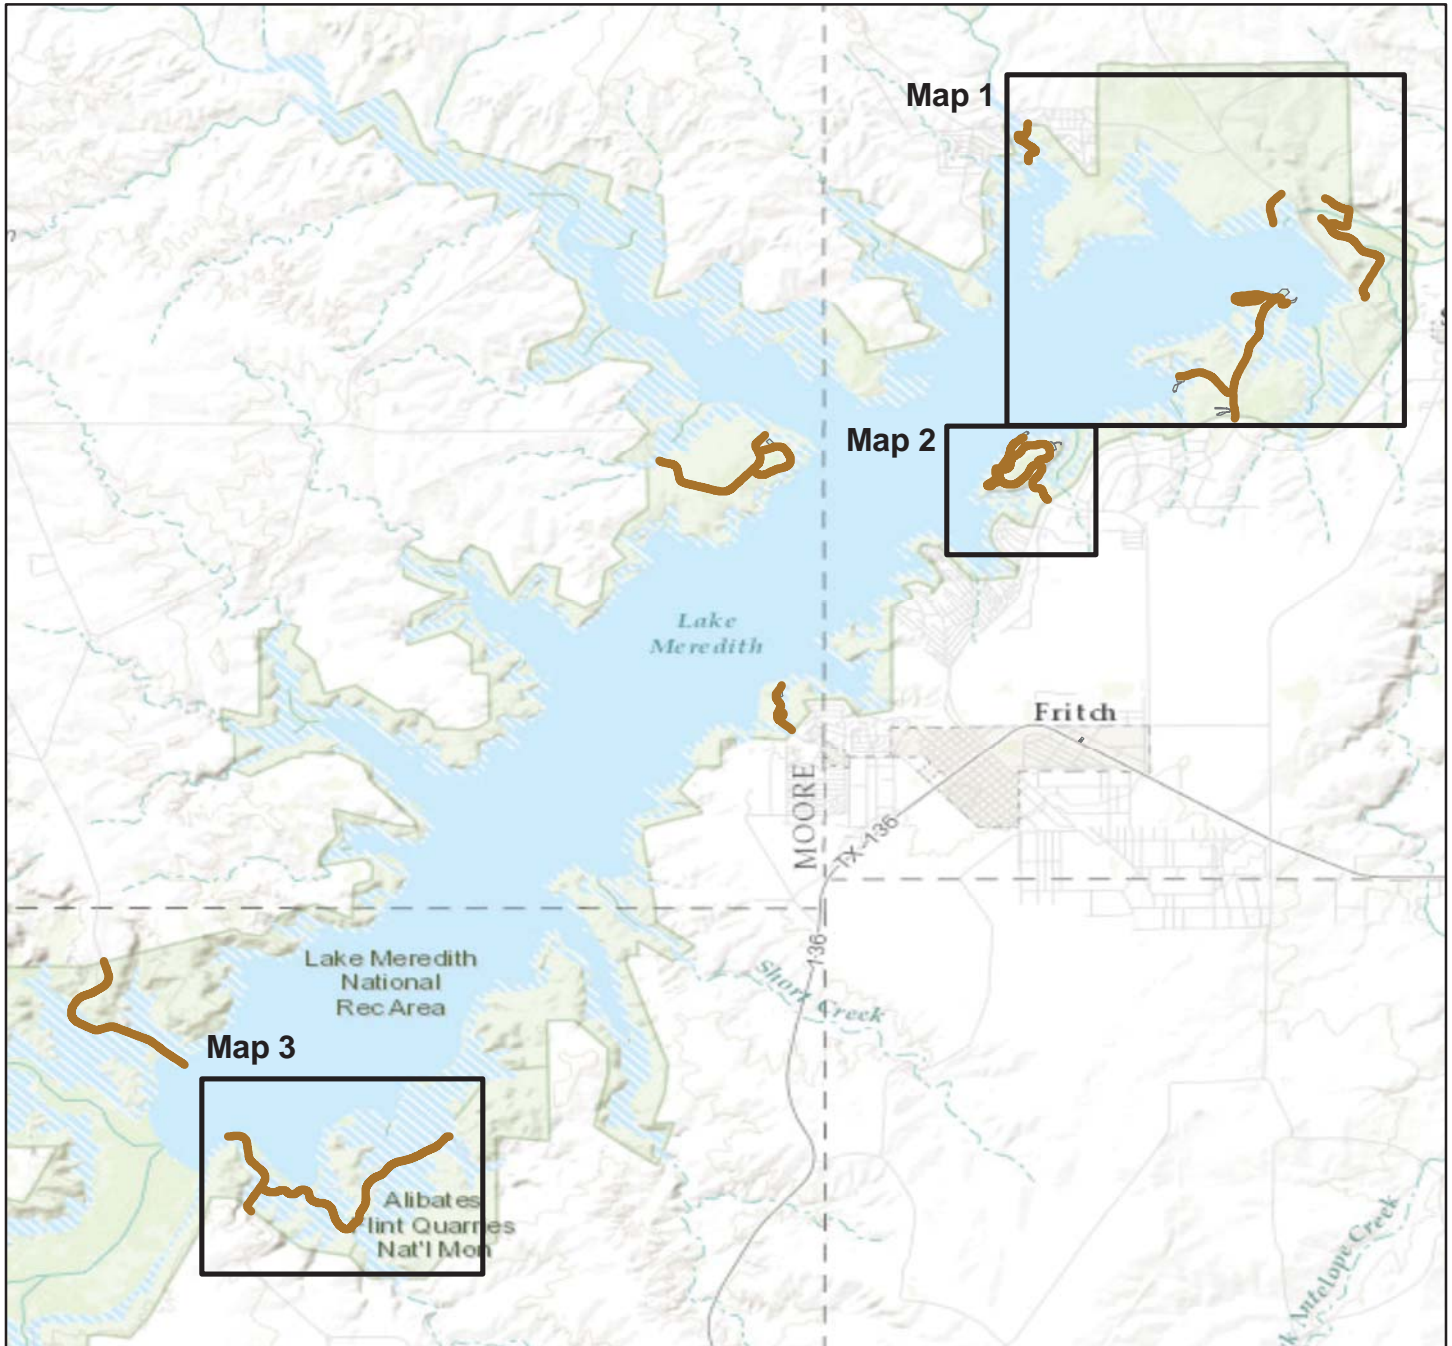 Map 1
Map 2
Lake
Meredith
Fritch
MOORE
TX-136
136
Lake Meredith
National
Rec Area
Short Creek
Map 3
Alibates
lint Quarries
Nat'l Mon
k Antelope Creek